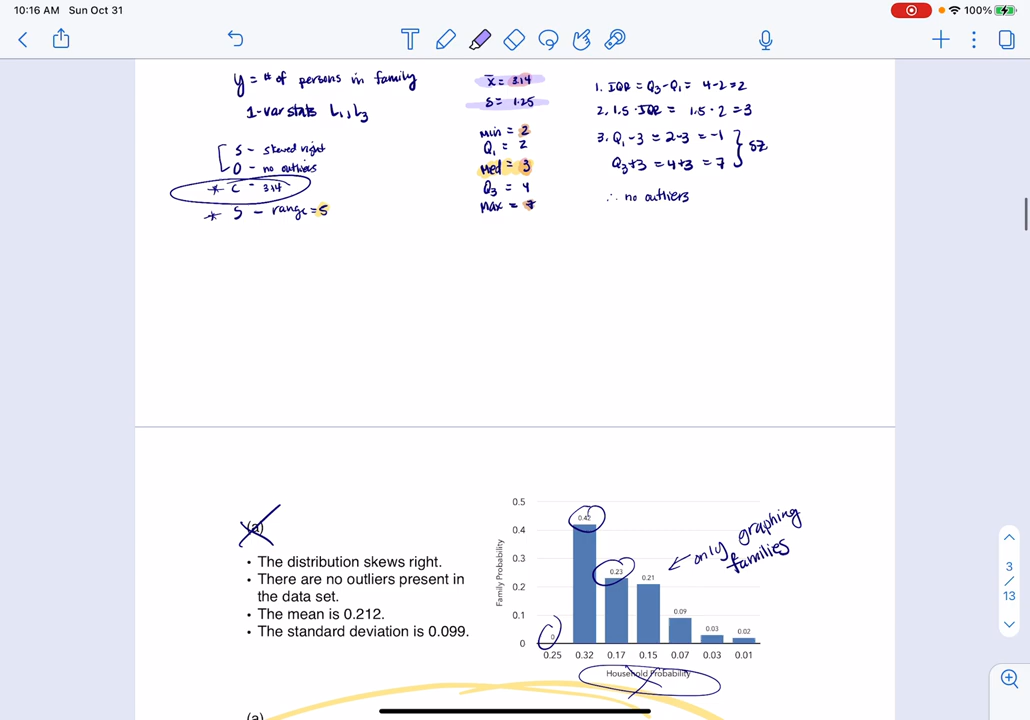 10:16 AM Sun Oct 31
100%
y = # of persons in family
1-var stats L1, L3
S - skewed right
O - no outliers
* C - 3.14
* S - range = 5
x̄ = 3.14
S = 1.25
Min = 2
Q1 = 2
Med = 3
Q3 = 4
Max = 7
1. IQR = Q3 - Q1 = 4 - 2 = 2
2. 1.5 · IQR = 1.5 · 2 = 3
3. Q1 - 3 = 2 - 3 = -1
Q3 + 3 = 4 + 3 = 7
SZ
∴ no outliers
(a)
• The distribution skews right.
• There are no outliers present in
the data set.
• The mean is 0.212.
• The standard deviation is 0.099.
Family Probability
0.5
0.4
0.3
0.2
0.1
0
0
0.42
0.23
0.21
0.09
0.03
0.02
0.25 0.32 0.17 0.15 0.07 0.03 0.01
Household Probability
← only graphing
families
3
/
13
(a)